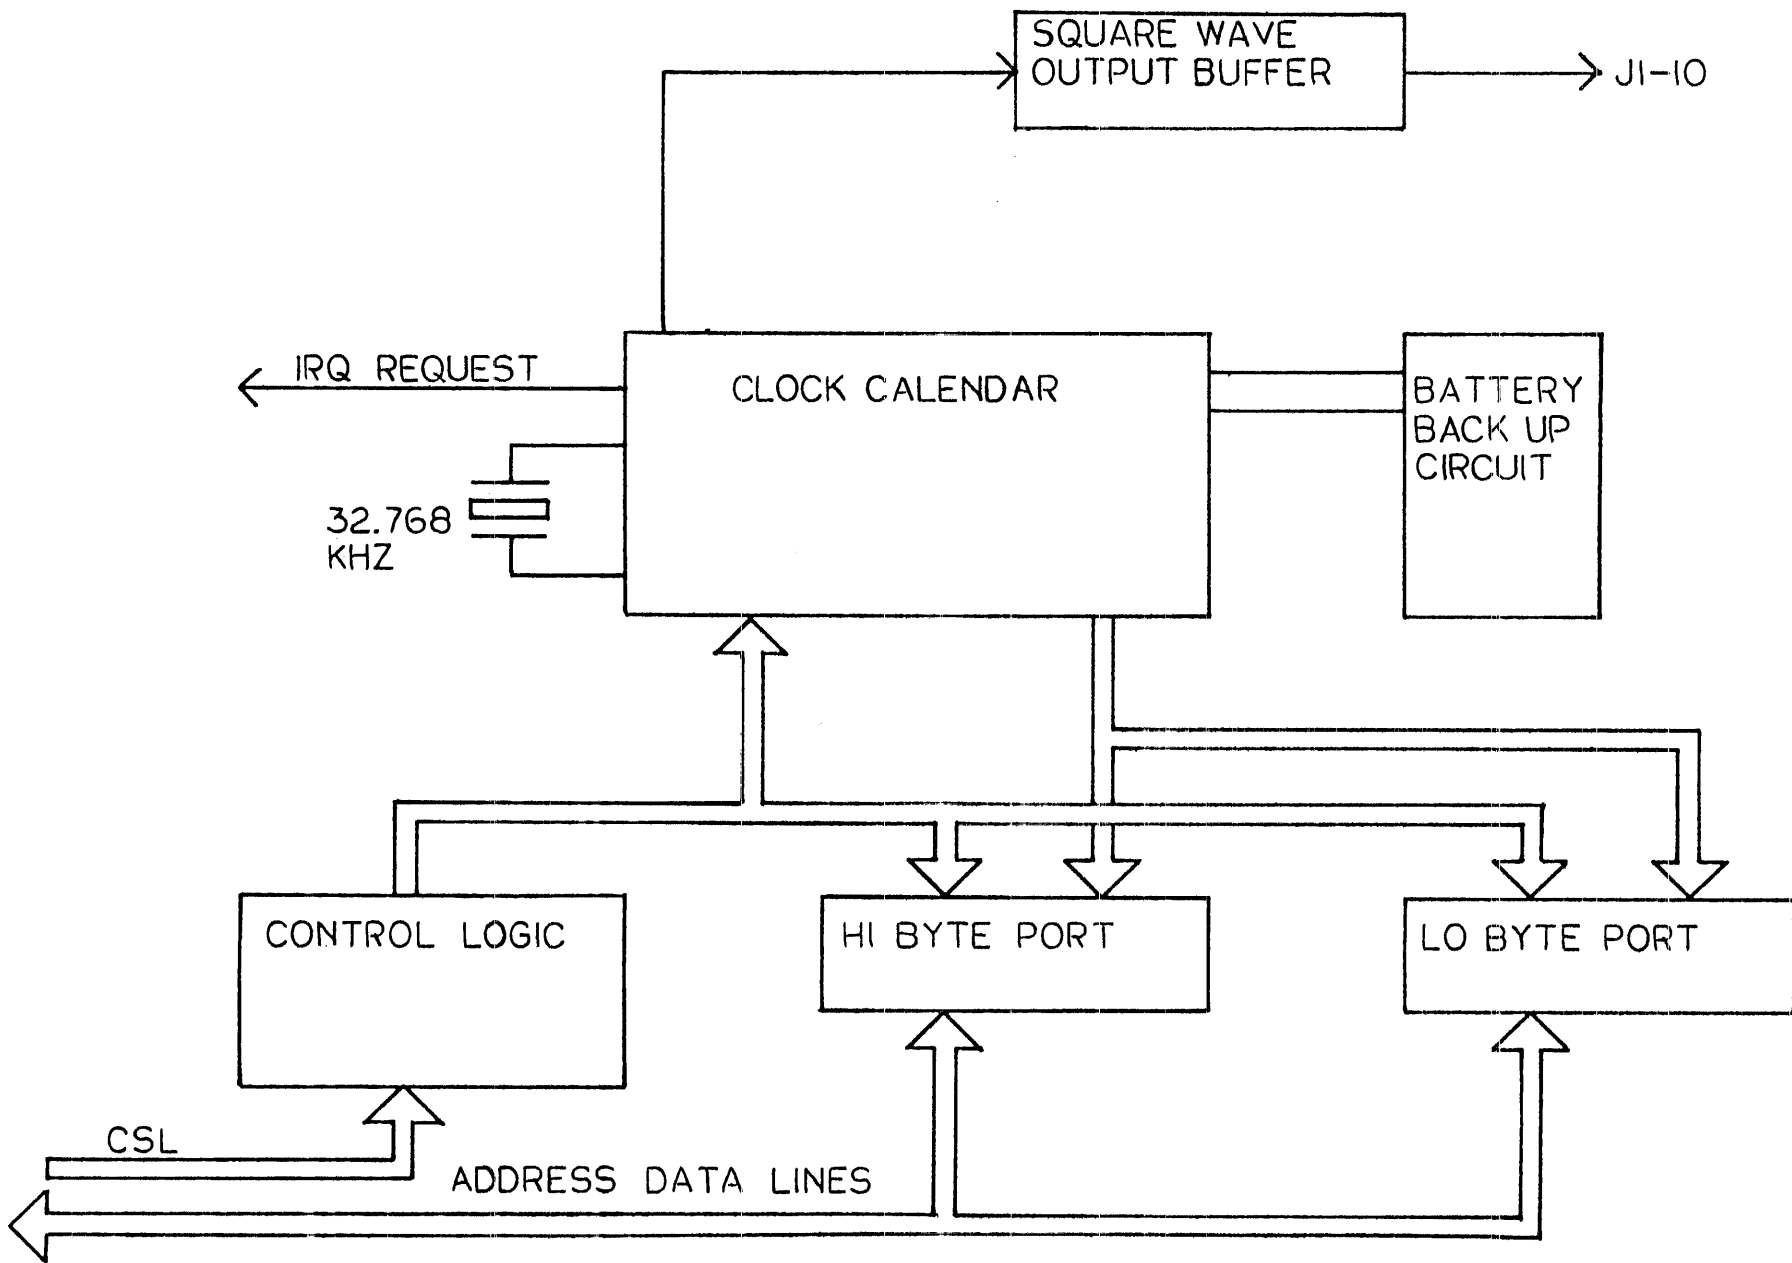 SQUARE WAVE
OUTPUT BUFFER
J1-10
IRQ REQUEST
CLOCK CALENDAR
BATTERY
BACK UP
CIRCUIT
32.768
KHZ
CONTROL LOGIC
HI BYTE PORT
LO BYTE PORT
CSL
ADDRESS DATA LINES